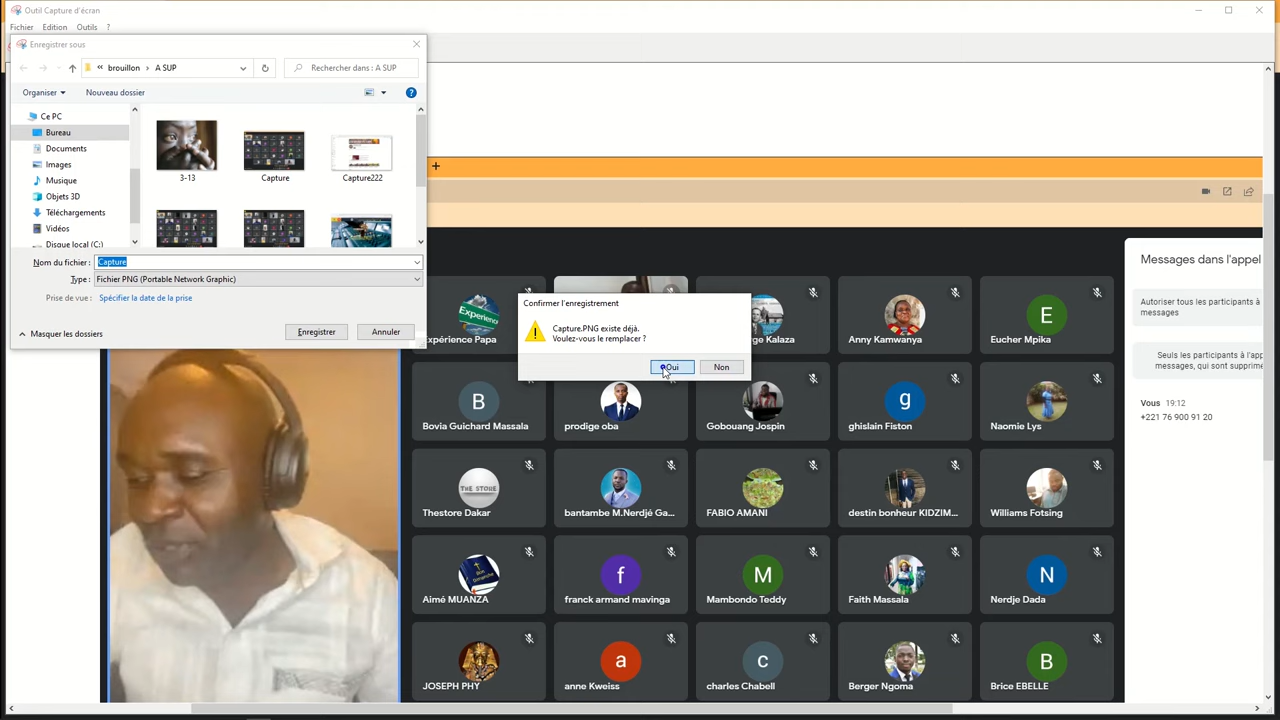 Outil Capture d'écran
Fichier Edition Outils ?
Enregistrer sous
« brouillon › A SUP
Rechercher dans : A SUP
Organiser
Nouveau dossier
Ce PC
Bureau
Documents
Images
Musique
Objets 3D
Téléchargements
Vidéos
Disque local (C:)
3-13
Capture
Capture222
Nom du fichier : Capture
Type : Fichier PNG (Portable Network Graphic)
Prise de vue : Spécifier la date de la prise
Masquer les dossiers
Enregistrer
Annuler
Confirmer l'enregistrement
Capture.PNG existe déjà.
Voulez-vous le remplacer ?
Oui
Non
Experience
Expérience Papa
Kalaza
Anny Kamwanya
E
Eucher Mpika
B
Bovia Guichard Massala
prodige oba
Gobouang Jospin
g
ghislain Fiston
Naomie Lys
THE STORE
Thestore Dakar
bantambe M.Nerdjé Ga...
FABIO AMANI
destin bonheur KIDZIM...
Williams Fotsing
Aimé MUANZA
f
franck armand mavinga
M
Mambondo Teddy
Faith Massala
N
Nerdje Dada
JOSEPH PHY
a
anne Kweiss
c
charles Chabell
Berger Ngoma
B
Brice EBELLE
Messages dans l'appel
Autoriser tous les participants à
messages
Seuls les participants à l'app
messages, qui sont supprimé
Vous 19:12
+221 76 900 91 20